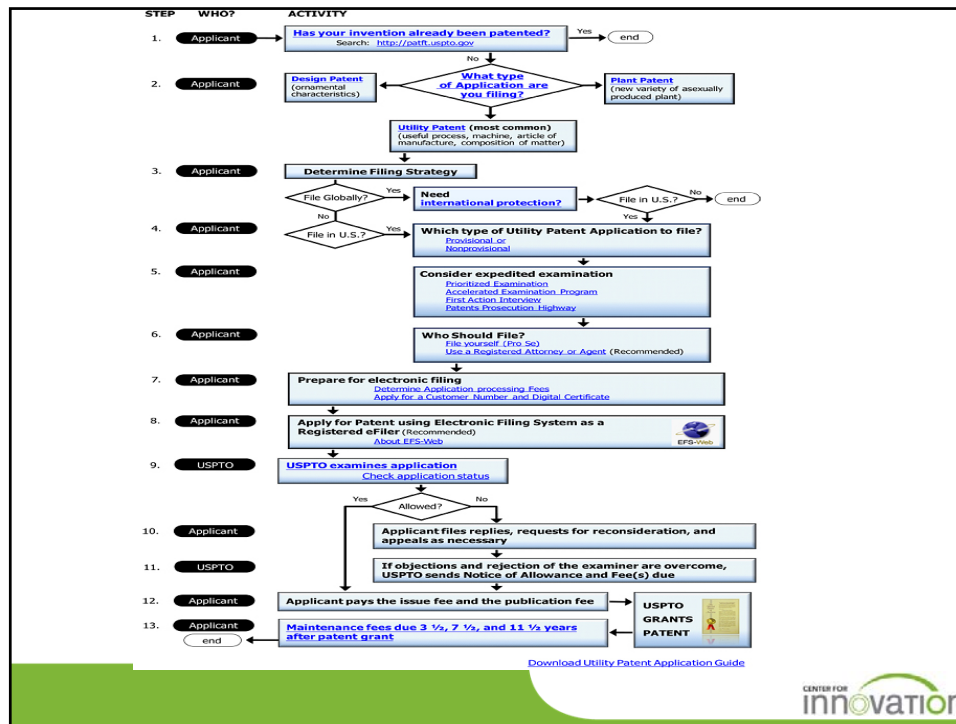 STEP WHO? ACTIVITY
1. Applicant Has your invention already been patented? Yes end
Search: http://patft.uspto.gov
No
2. Applicant Design Patent
(ornamental
characteristics)
What type
of Application are
you filing?
Plant Patent
(new variety of asexually
produced plant)
Utility Patent (most common)
(useful process, machine, article of
manufacture, composition of matter)
3. Applicant Determine Filing Strategy
File Globally? Yes Need
international protection?
File in U.S.? No end
No
Yes
4. Applicant File in U.S.? Yes Which type of Utility Patent Application to file?
Provisional or
Nonprovisional
5. Applicant Consider expedited examination
Prioritized Examination
Accelerated Examination Program
First Action Interview
Patents Prosecution Highway
6. Applicant Who Should File?
File yourself (Pro Se)
Use a Registered Attorney or Agent (Recommended)
7. Applicant Prepare for electronic filing
Determine Application processing Fees
Apply for a Customer Number and Digital Certificate
8. Applicant Apply for Patent using Electronic Filing System as a
Registered eFiler (Recommended)
About EFS-Web
EFS-Web
9. USPTO USPTO examines application
Check application status
Yes Allowed? No
10. Applicant Applicant files replies, requests for reconsideration, and
appeals as necessary
11. USPTO If objections and rejection of the examiner are overcome,
USPTO sends Notice of Allowance and Fee(s) due
12. Applicant Applicant pays the issue fee and the publication fee
USPTO
GRANTS
PATENT
13. Applicant Maintenance fees due 3 ½, 7 ½, and 11 ½ years
after patent grant
end
Download Utility Patent Application Guide
CENTER FOR
innovation